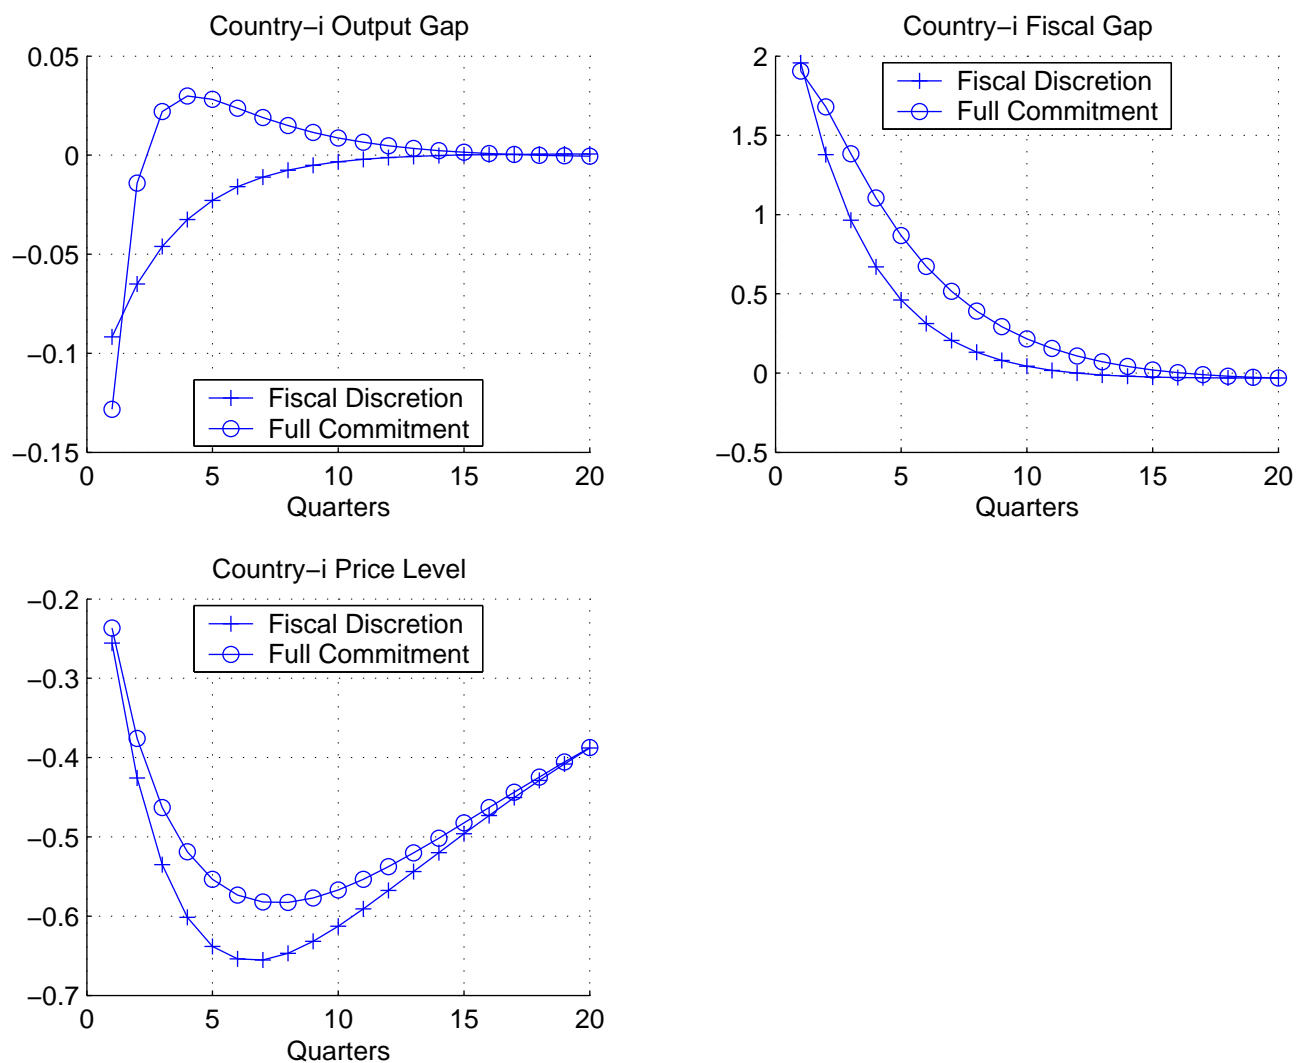 Country−i Output Gap
0.05
0
−0.05
−0.1
−0.15
0
5
10
15
20
Quarters
Fiscal Discretion
Full Commitment
Country−i Fiscal Gap
2
1.5
1
0.5
0
−0.5
0
5
10
15
20
Quarters
Fiscal Discretion
Full Commitment
Country−i Price Level
−0.2
−0.3
−0.4
−0.5
−0.6
−0.7
0
5
10
15
20
Quarters
Fiscal Discretion
Full Commitment